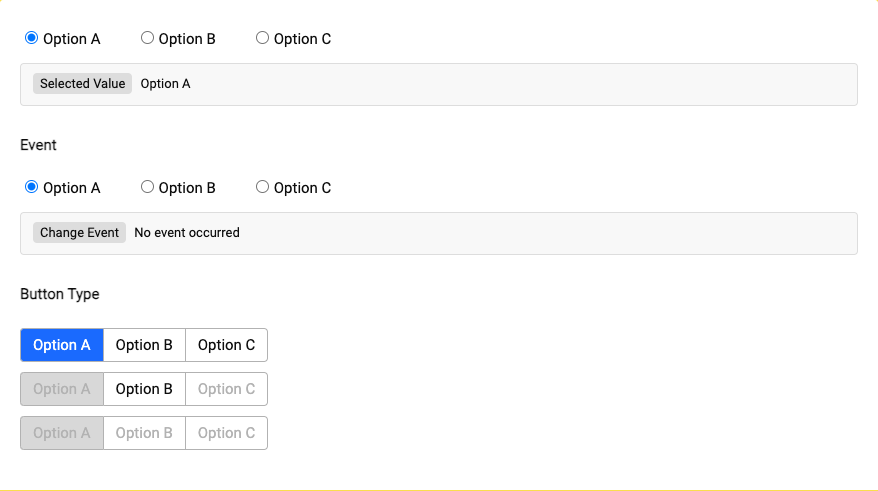 Option A Option B Option C
Selected Value Option A
Event
Option A Option B Option C
Change Event No event occurred
Button Type
Option A Option B Option C
Option A Option B Option C
Option A Option B Option C